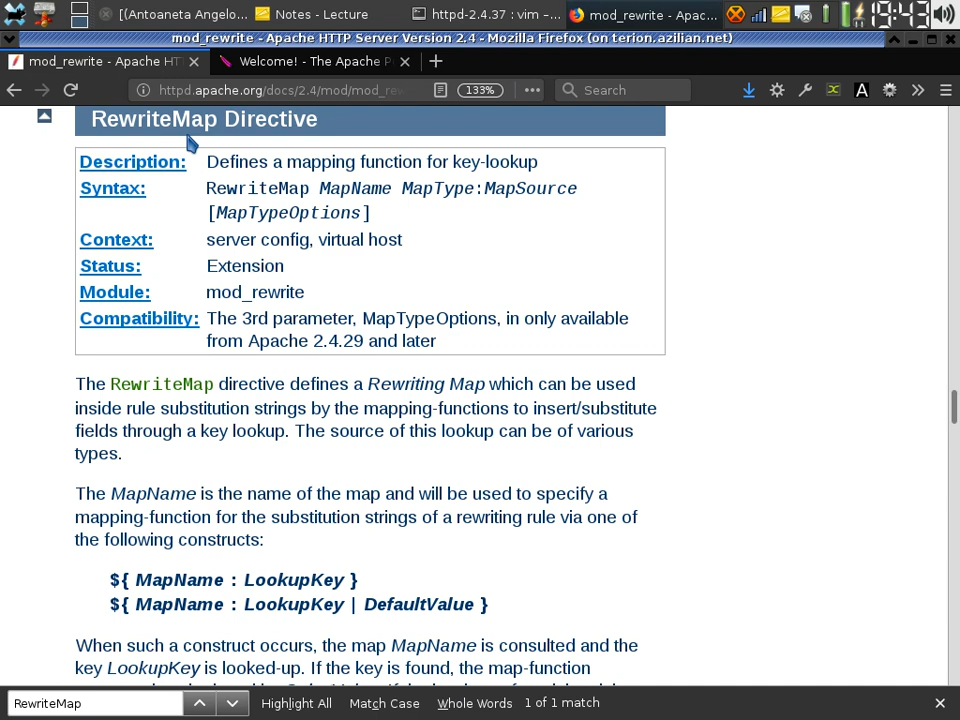 [(Antoaneta Angelo...
Notes - Lecture
httpd-2.4.37 : vim –...
mod_rewrite - Apac...
19:43
mod_rewrite - Apache HTTP Server Version 2.4 - Mozilla Firefox (on terion.azilian.net)
mod_rewrite - Apache HT
Welcome! - The Apache P
httpd.apache.org/docs/2.4/mod/mod_rew
133%
Search
RewriteMap Directive
Description: Defines a mapping function for key-lookup
Syntax: RewriteMap MapName MapType:MapSource
[MapTypeOptions]
Context: server config, virtual host
Status: Extension
Module: mod_rewrite
Compatibility: The 3rd parameter, MapTypeOptions, in only available
from Apache 2.4.29 and later
The RewriteMap directive defines a Rewriting Map which can be used
inside rule substitution strings by the mapping-functions to insert/substitute
fields through a key lookup. The source of this lookup can be of various
types.
The MapName is the name of the map and will be used to specify a
mapping-function for the substitution strings of a rewriting rule via one of
the following constructs:
${ MapName : LookupKey }
${ MapName : LookupKey | DefaultValue }
When such a construct occurs, the map MapName is consulted and the
key LookupKey is looked-up. If the key is found, the map-function
RewriteMap
Highlight All
Match Case
Whole Words
1 of 1 match